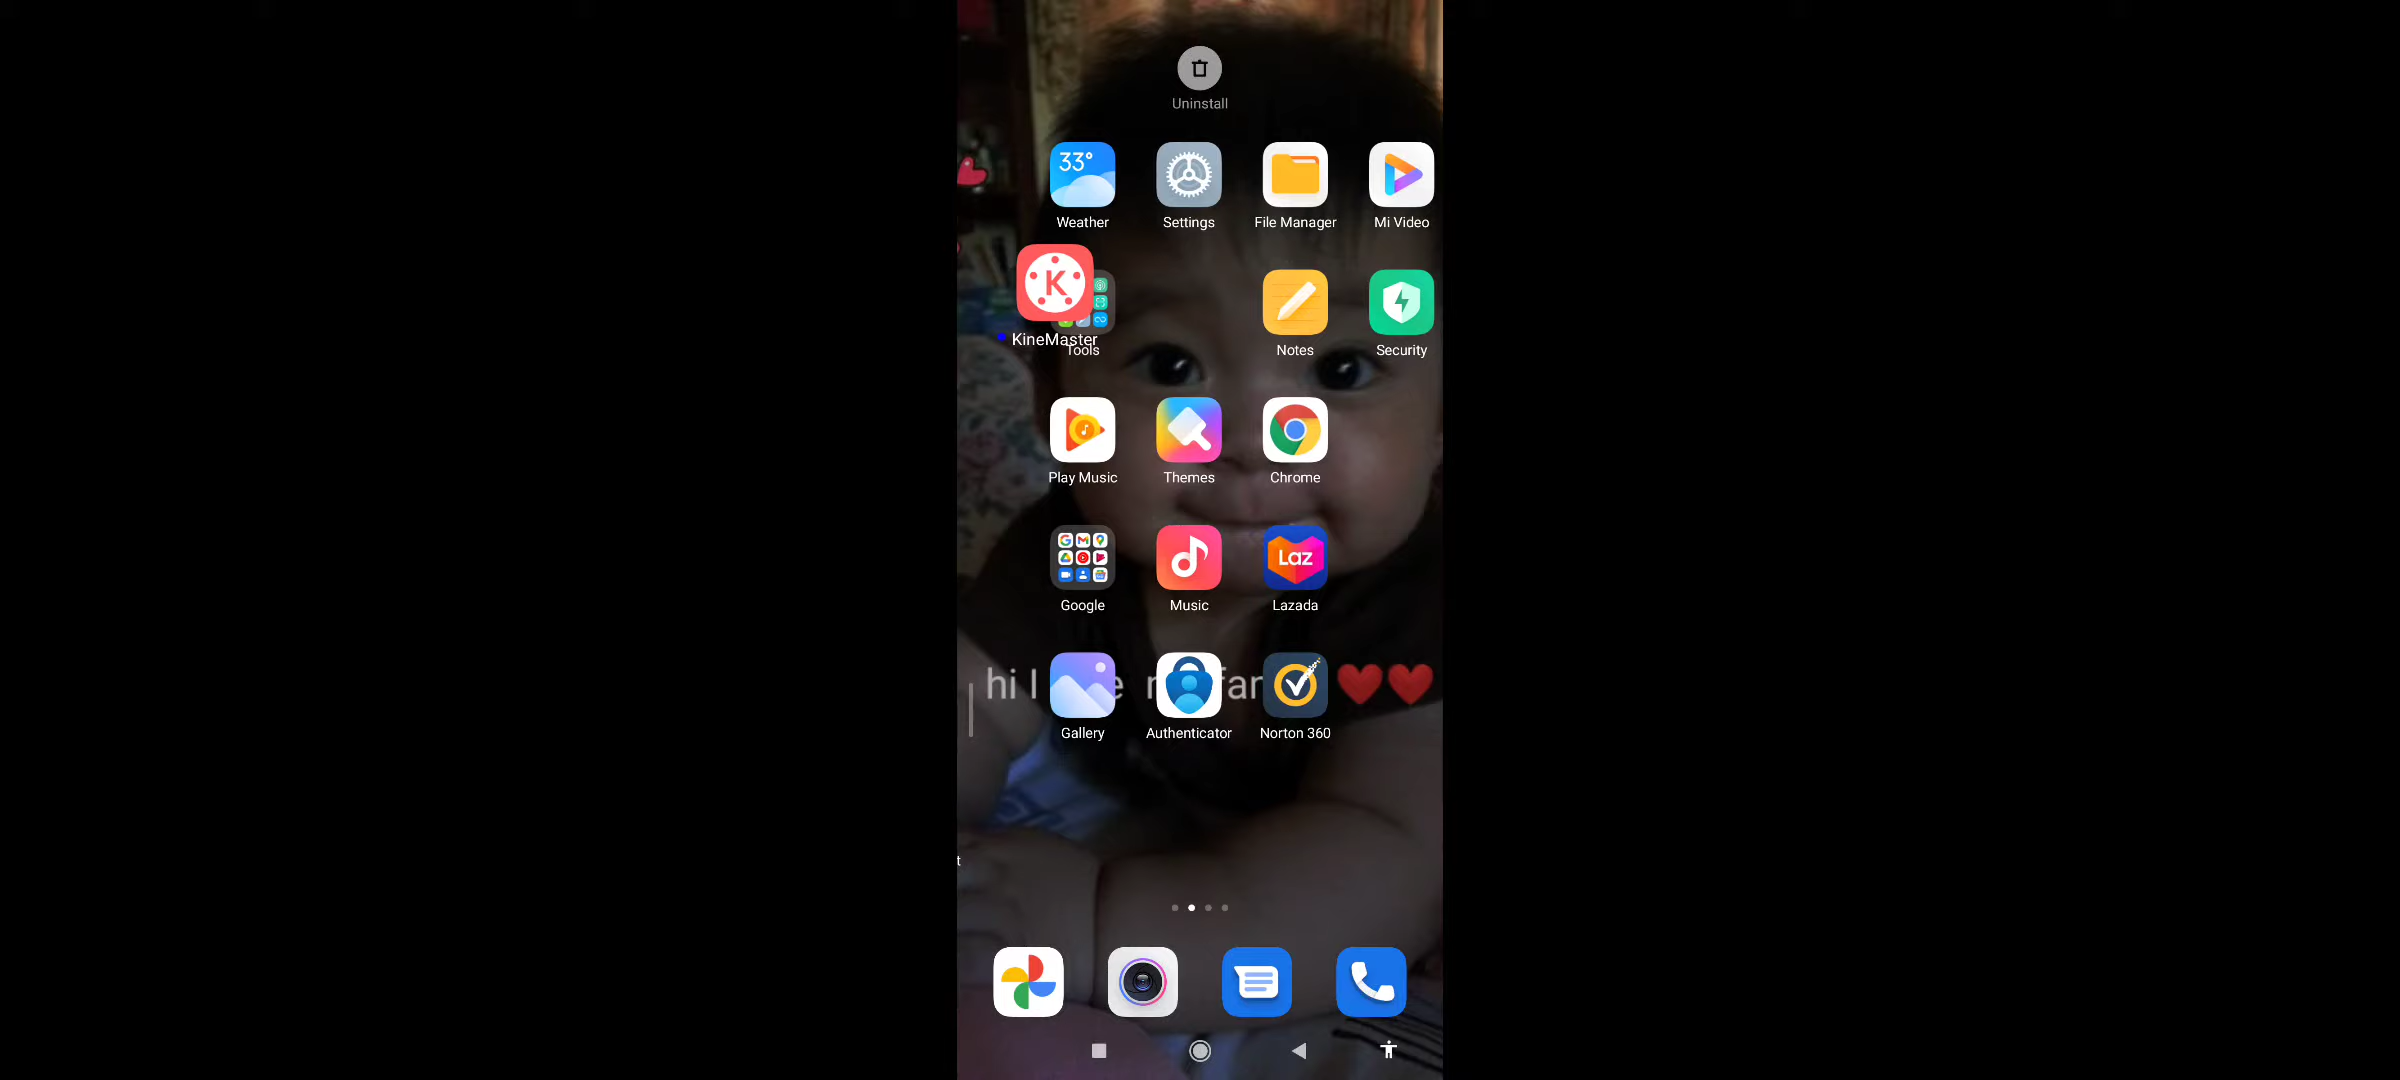 Uninstall
33°
Weather
Settings
File Manager
Mi Video
K
KineMaster
Tools
Notes
Security
Play Music
Themes
Chrome
Laz
Google
Music
Lazada
hi I
Gallery
Authenticator
Norton 360
t